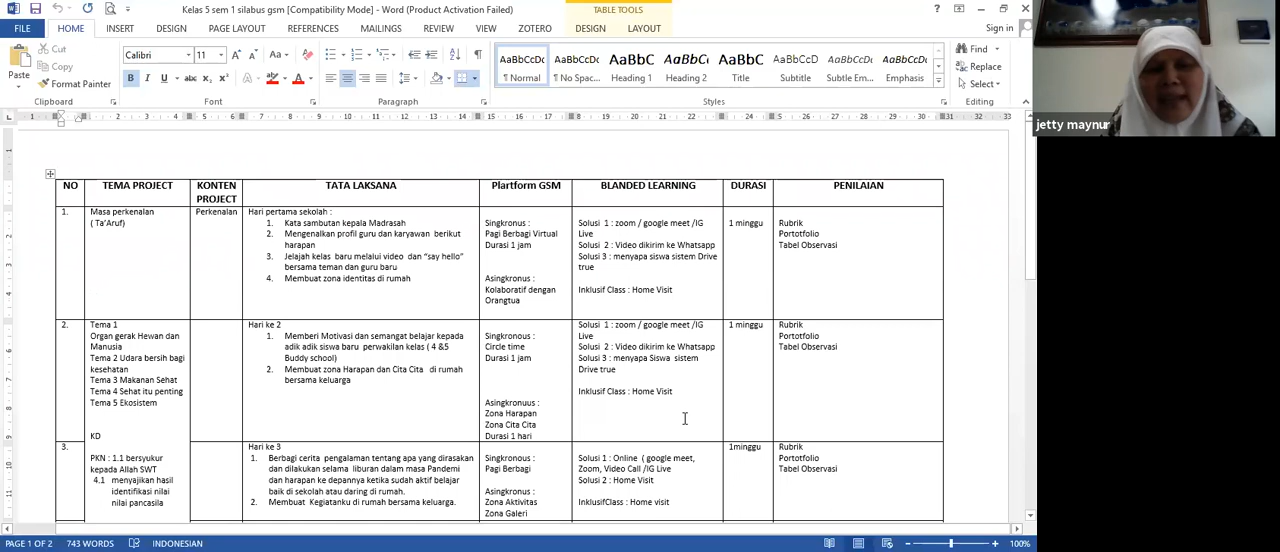 Kelas 5 sem 1 silabus gsm [Compatibility Mode] - Word (Product Activation Failed)
TABLE TOOLS
FILE HOME INSERT DESIGN PAGE LAYOUT REFERENCES MAILINGS REVIEW VIEW ZOTERO DESIGN LAYOUT
Sign in
Paste
Cut
Copy
Format Painter
Clipboard
Calibri 11
Font
Paragraph
AaBbCcDc AaBbCcDc AaBbC AaBbCc AaBbC AaBbCcD AaBbCcDc AaBbCcDc
¶ Normal ¶ No Spac... Heading 1 Heading 2 Title Subtitle Subtle Em... Emphasis
Styles
Find
Replace
Select
Editing
jetty maynur
NO TEMA PROJECT KONTEN PROJECT TATA LAKSANA Plartform GSM BLANDED LEARNING DURASI PENILAIAN
1.
Masa perkenalan
( Ta'Aruf)
Perkenalan
Hari pertama sekolah :
1. Kata sambutan kepala Madrasah
2. Mengenalkan profil guru dan karyawan berikut
harapan
3. Jelajah kelas baru melalui video dan "say hello"
bersama teman dan guru baru
4. Membuat zona identitas di rumah
Singkronus :
Pagi Berbagi Virtual
Durasi 1 jam
Asingkronus :
Kolaboratif dengan
Orangtua
Solusi 1 : zoom / google meet /IG
Live
Solusi 2 : Video dikirim ke Whatsapp
Solusi 3 : menyapa siswa sistem Drive
true
Inklusif Class : Home Visit
1 minggu
Rubrik
Portotfolio
Tabel Observasi
2.
Tema 1
Organ gerak Hewan dan
Manusia
Tema 2 Udara bersih bagi
kesehatan
Tema 3 Makanan Sehat
Tema 4 Sehat itu penting
Tema 5 Ekosistem
KD
Hari ke 2
1. Memberi Motivasi dan semangat belajar kepada
adik adik siswa baru perwakilan kelas ( 4 &5
Buddy school)
2. Membuat zona Harapan dan Cita Cita di rumah
bersama keluarga
Singkronus :
Circle time
Durasi 1 jam
Asingkronuus :
Zona Harapan
Zona Cita Cita
Durasi 1 hari
Solusi 1 : zoom / google meet /IG
Live
Solusi 2 : Video dikirim ke Whatsapp
Solusi 3 : menyapa Siswa sistem
Drive true
Inklusif Class : Home Visit
1 minggu
Rubrik
Portotfolio
Tabel Observasi
3.
PKN : 1.1 bersyukur
kepada Allah SWT
4.1 menyajikan hasil
identifikasi nilai
nilai pancasila
Hari ke 3
1. Berbagi cerita pengalaman tentang apa yang dirasakan
dan dilakukan selama liburan dalam masa Pandemi
dan harapan ke depannya ketika sudah aktif belajar
baik di sekolah atau daring di rumah.
2. Membuat Kegiatanku di rumah bersama keluarga.
Singkronus :
Pagi Berbagi
Asingkronus :
Zona Aktivitas
Zona Galeri
Solusi 1 : Online ( google meet,
Zoom, Video Call /IG Live
Solusi 2 : Home Visit
InklusifClass : Home visit
1minggu
Rubrik
Portotfolio
Tabel Observasi
PAGE 1 OF 2 743 WORDS INDONESIAN 100%